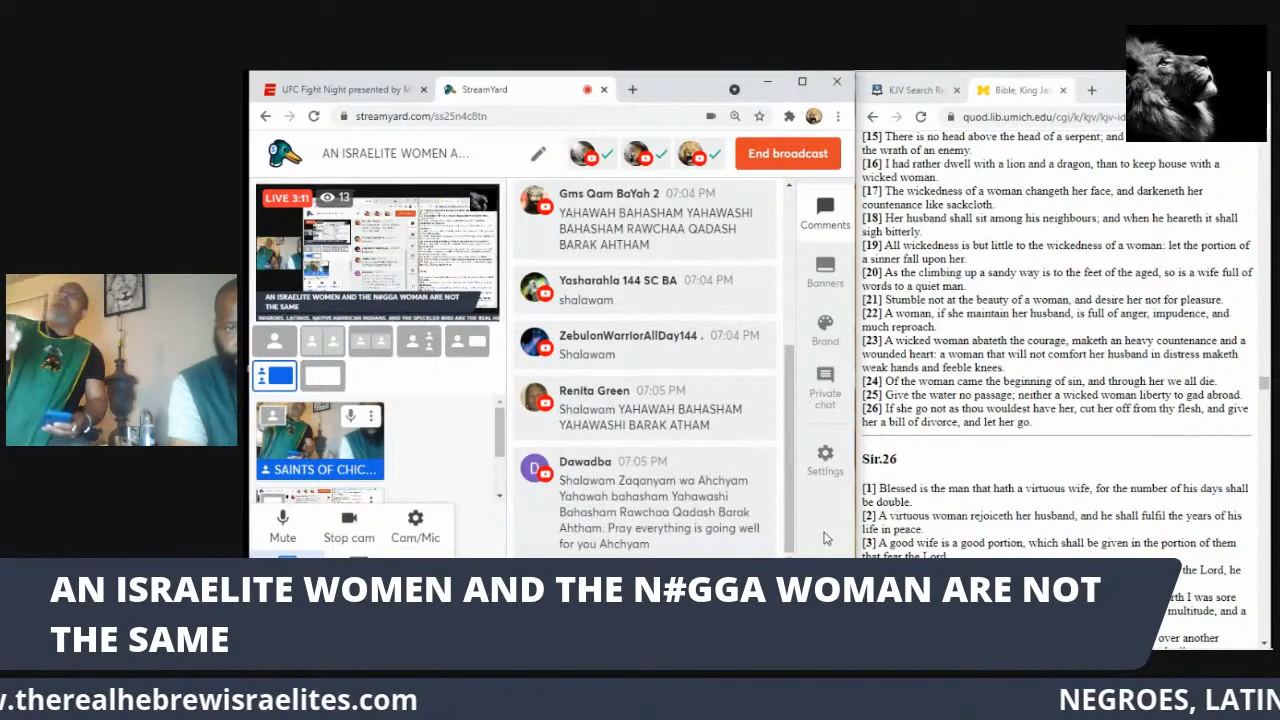 UFC Fight Night presented by M
StreamYard
streamyard.com/ss25n4c8tn
AN ISRAELITE WOMEN A...
End broadcast
LIVE 3:11
13
AN ISRAELITE WOMEN AND THE N#GGA WOMAN ARE NOT
THE SAME
SAINTS OF CHIC...
Mute
Stop cam
Cam/Mic
Gms Qam BaYah 2 07:04 PM
YAHAWAH BAHASHAM YAHAWASHI
BAHASHAM RAWCHAA QADASH
BARAK AHTHAM
Yasharahla 144 SC BA 07:04 PM
shalawam
ZebulonWarriorAllDay144 . 07:04 PM
Shalawam
Renita Green 07:05 PM
Shalawam YAHAWAH BAHASHAM
YAHAWASHI BARAK ATHAM
D
Dawadba 07:05 PM
Shalawam Zaqanyam wa Ahchyam
Yahawah bahasham Yahawashi
Bahasham Rawchaa Qadash Barak
Ahtham. Pray everything is going well
for you Ahchyam
Comments
Banners
Brand
Private
chat
Settings
KJV Search Re
Bible, King Ja
quod.lib.umich.edu/cgi/k/kjv/kjv-id
[15] There is no head above the head of a serpent; and
the wrath of an enemy.
[16] I had rather dwell with a lion and a dragon, than to keep house with a
wicked woman.
[17] The wickedness of a woman changeth her face, and darkeneth her
countenance like sackcloth.
[18] Her husband shall sit among his neighbours; and when he heareth it shall
sigh bitterly.
[19] All wickedness is but little to the wickedness of a woman: let the portion of
a sinner fall upon her.
[20] As the climbing up a sandy way is to the feet of the aged, so is a wife full of
words to a quiet man.
[21] Stumble not at the beauty of a woman, and desire her not for pleasure.
[22] A woman, if she maintain her husband, is full of anger, impudence, and
much reproach.
[23] A wicked woman abateth the courage, maketh an heavy countenance and a
wounded heart: a woman that will not comfort her husband in distress maketh
weak hands and feeble knees.
[24] Of the woman came the beginning of sin, and through her we all die.
[25] Give the water no passage; neither a wicked woman liberty to gad abroad.
[26] If she go not as thou wouldest have her, cut her off from thy flesh, and give
her a bill of divorce, and let her go.
Sir.26
[1] Blessed is the man that hath a virtuous wife, for the number of his days shall
be double.
[2] A virtuous woman rejoiceth her husband, and he shall fulfil the years of his
life in peace.
[3] A good wife is a good portion, which shall be given in the portion of them
that fear the Lord.
the Lord, he
rth I was sore
multitude, and a
over another
AN ISRAELITE WOMEN AND THE N#GGA WOMAN ARE NOT
THE SAME
w.therealhebrewisraelites.com
NEGROES, LATIN